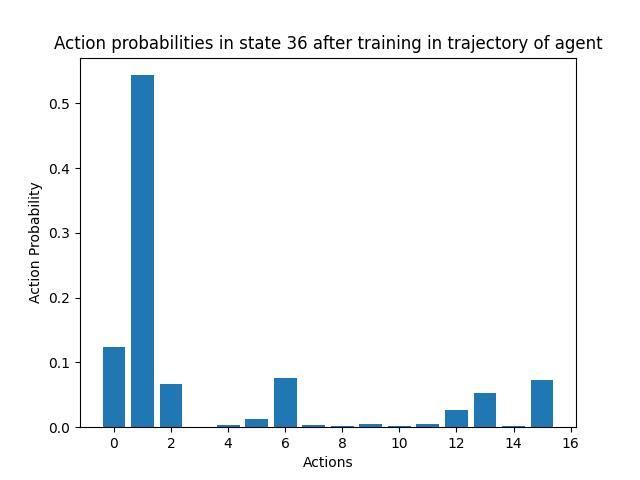 Action probabilities in state 36 after training in trajectory of agent
0.5
0.4
0.3
0.2
0.1
0.0
Action Probability
0 2 4 6 8 10 12 14 16
Actions